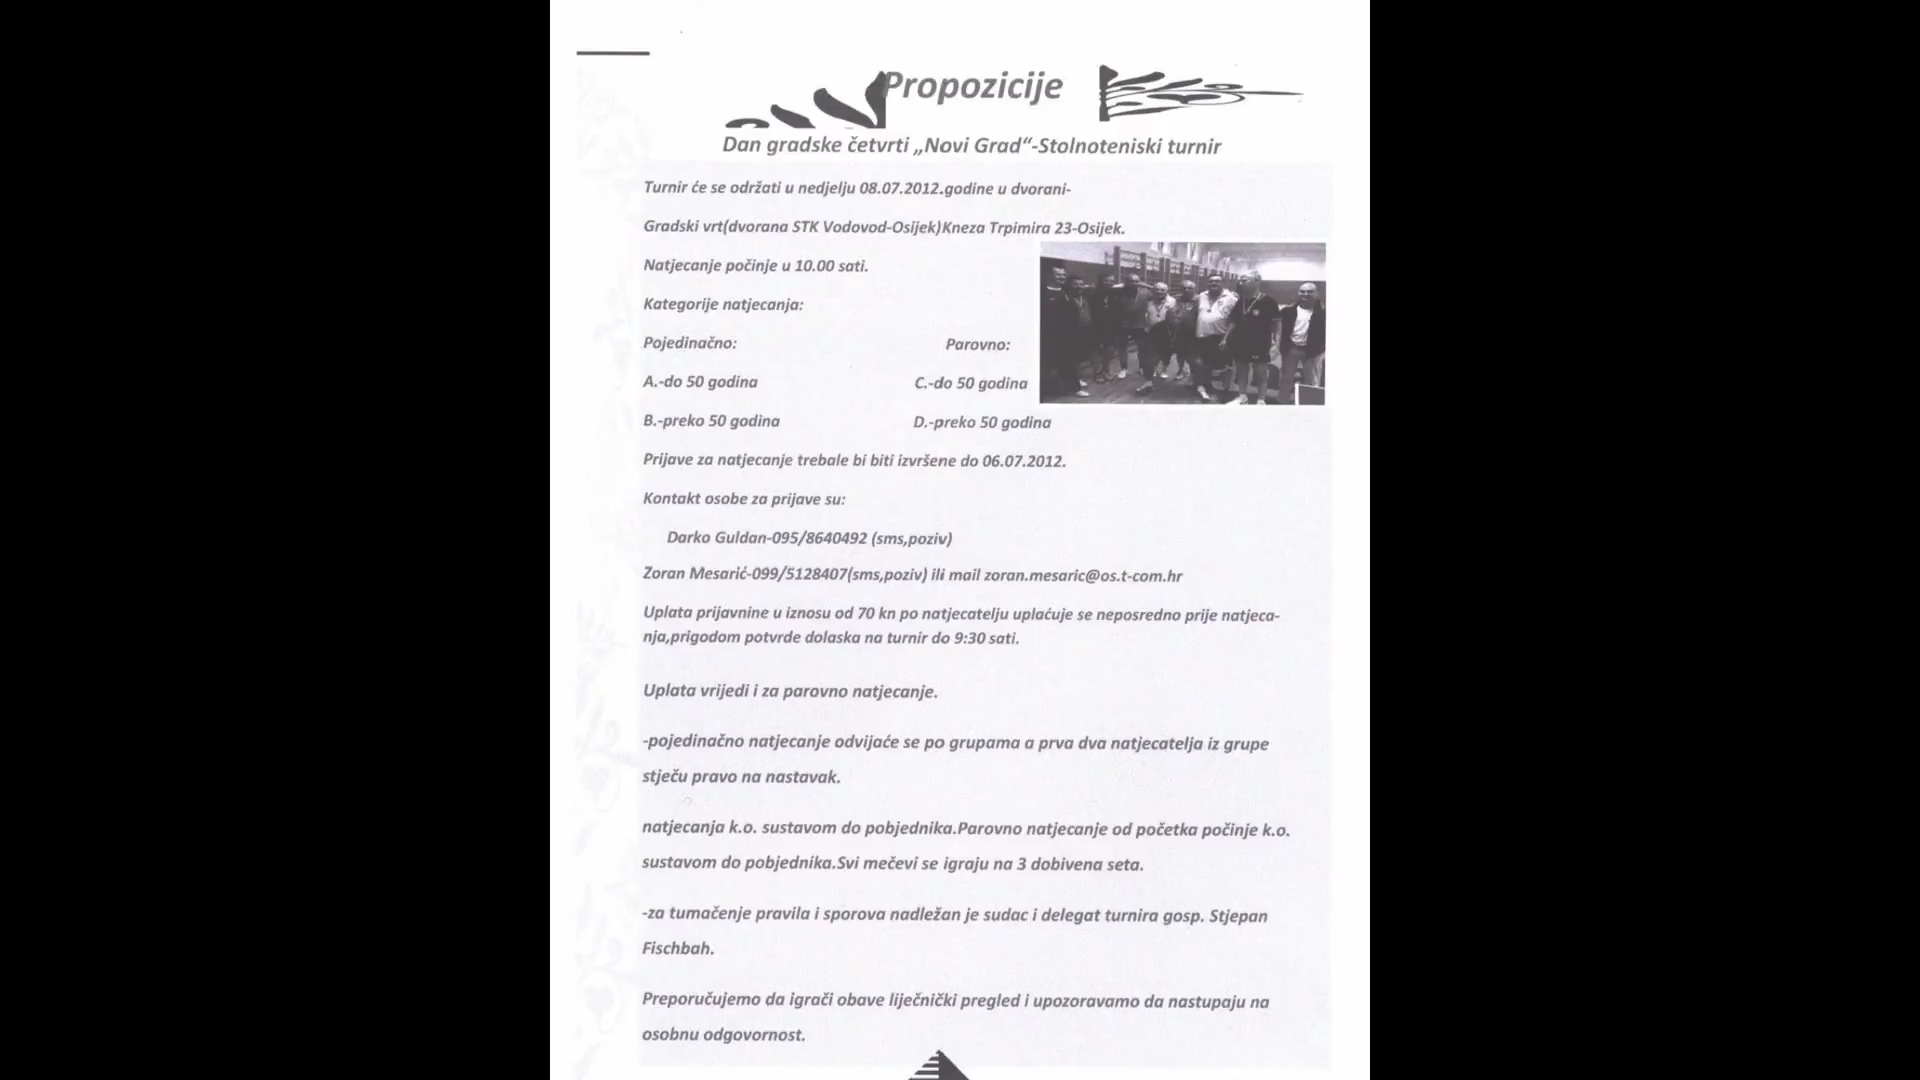 Propozicije
Dan gradske četvrti „Novi Grad“-Stolnoteniski turnir
Turnir će se održati u nedjelju 08.07.2012.godine u dvorani-
Gradski vrt(dvorana STK Vodovod-Osijek)Kneza Trpimira 23-Osijek.
Natjecanje počinje u 10.00 sati.
Kategorije natjecanja:
Pojedinačno: Parovno:
A.-do 50 godina C.-do 50 godina
B.-preko 50 godina D.-preko 50 godina
Prijave za natjecanje trebale bi biti izvršene do 06.07.2012.
Kontakt osobe za prijave su:
Darko Guldan-095/8640492 (sms,poziv)
Zoran Mesarić-099/5128407(sms,poziv) ili mail zoran.mesaric@os.t-com.hr
Uplata prijavnine u iznosu od 70 kn po natjecatelju uplaćuje se neposredno prije natjeca-
nja,prigodom potvrde dolaska na turnir do 9:30 sati.
Uplata vrijedi i za parovno natjecanje.
-pojedinačno natjecanje odvijaće se po grupama a prva dva natjecatelja iz grupe
stječu pravo na nastavak.
natjecanja k.o. sustavom do pobjednika.Parovno natjecanje od početka počinje k.o.
sustavom do pobjednika.Svi mečevi se igraju na 3 dobivena seta.
-za tumačenje pravila i sporova nadležan je sudac i delegat turnira gosp. Stjepan
Fischbah.
Preporučujemo da igrači obave liječnički pregled i upozoravamo da nastupaju na
osobnu odgovornost.